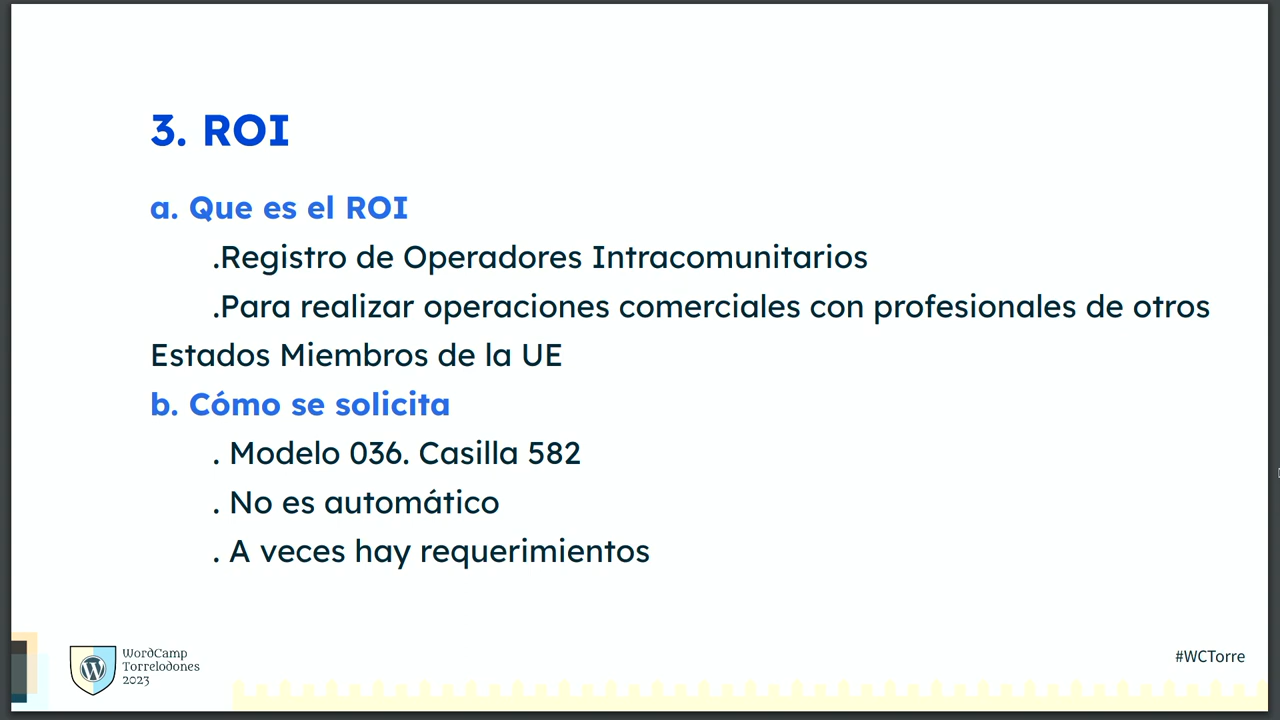 3. ROI
a. Que es el ROI
.Registro de Operadores Intracomunitarios
.Para realizar operaciones comerciales con profesionales de otros
Estados Miembros de la UE
b. Cómo se solicita
. Modelo 036. Casilla 582
. No es automático
. A veces hay requerimientos
WordCamp
Torrelodones
2023
#WCTorre